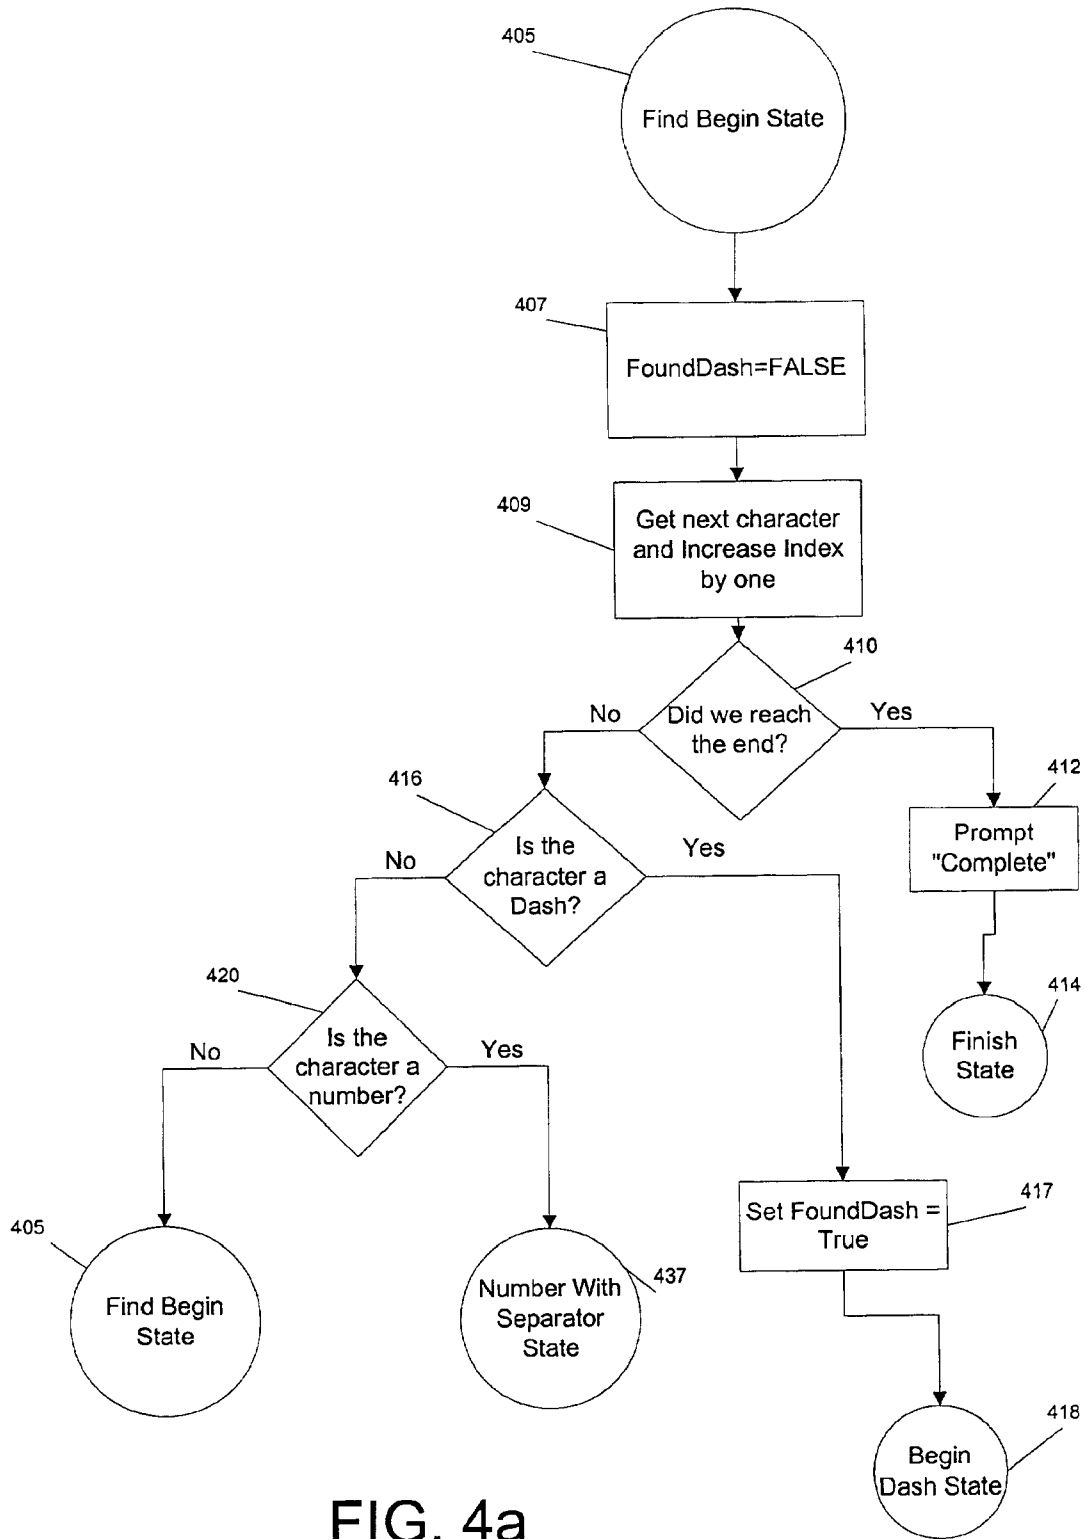 405
Find Begin State
407
FoundDash=FALSE
409
Get next character
and Increase Index
by one
410
Did we reach
the end?
No
Yes
416
Is the
character a
Dash?
No
Yes
412
Prompt
"Complete"
420
Is the
character a
number?
No
Yes
414
Finish
State
417
Set FoundDash =
True
405
Find Begin
State
437
Number With
Separator
State
418
Begin
Dash State
FIG. 4a